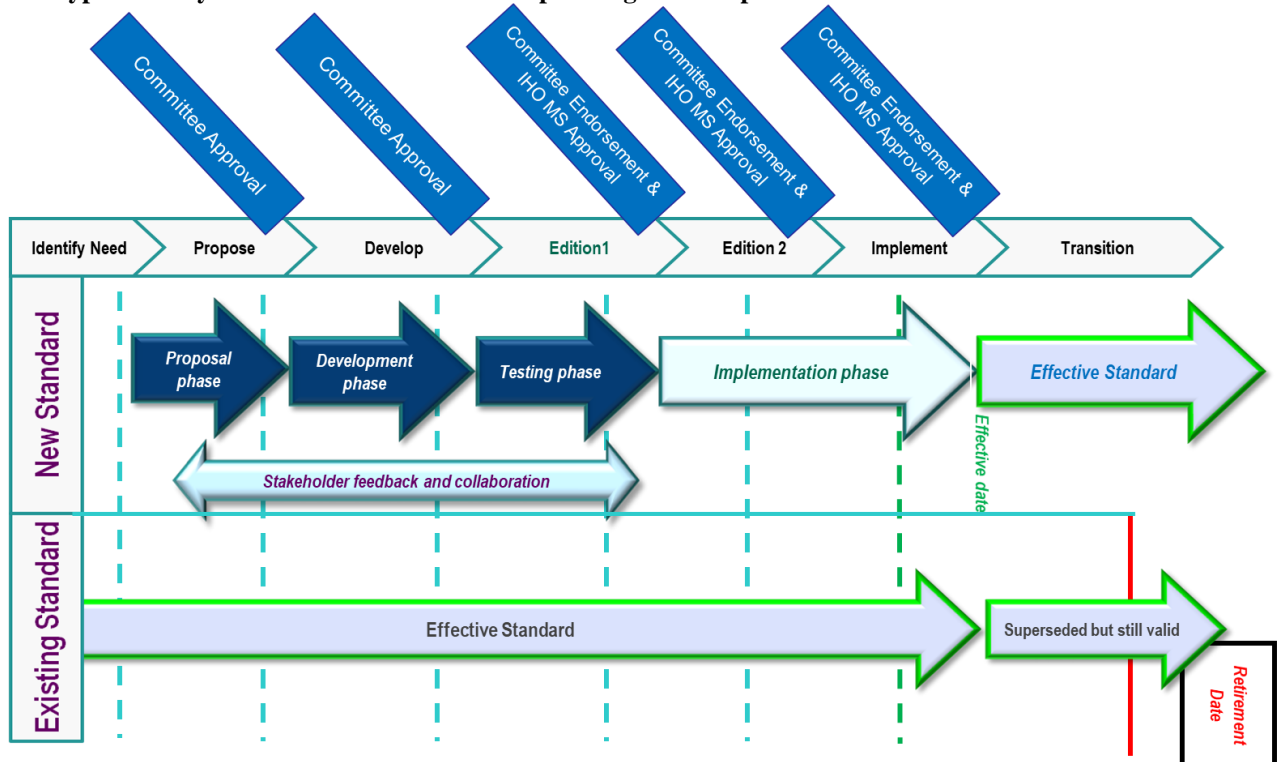 Committee Approval
Committee Approval
Committee Endorsement &
IHO MS Approval
Committee Endorsement &
IHO MS Approval
Committee Endorsement &
IHO MS Approval
Identify Need
Propose
Develop
Edition1
Edition 2
Implement
Transition
New Standard
Proposal
phase
Development
phase
Testing phase
Implementation phase
Effective Standard
Stakeholder feedback and collaboration
Effective date
Existing Standard
Effective Standard
Superseded but still valid
Retirement
Date